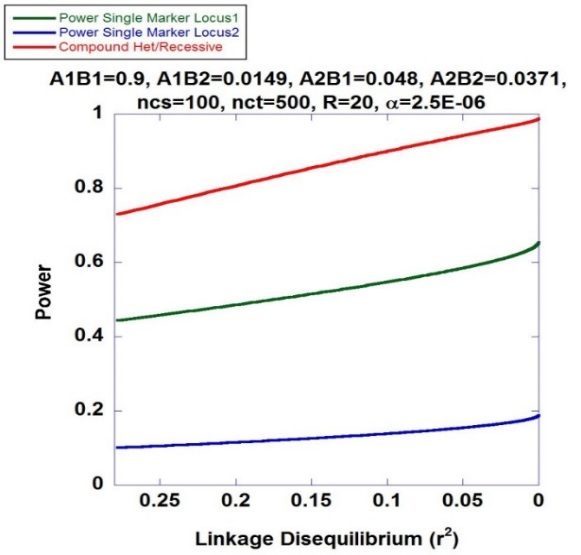 Power Single Marker Locus1
Power Single Marker Locus2
Compound Het/Recessive
A1B1=0.9, A1B2=0.0149, A2B1=0.048, A2B2=0.0371,
ncs=100, nct=500, R=20, α=2.5E-06
1
0.8
0.6
0.4
0.2
0
Power
0.25 0.2 0.15 0.1 0.05 0
Linkage Disequilibrium (r²)